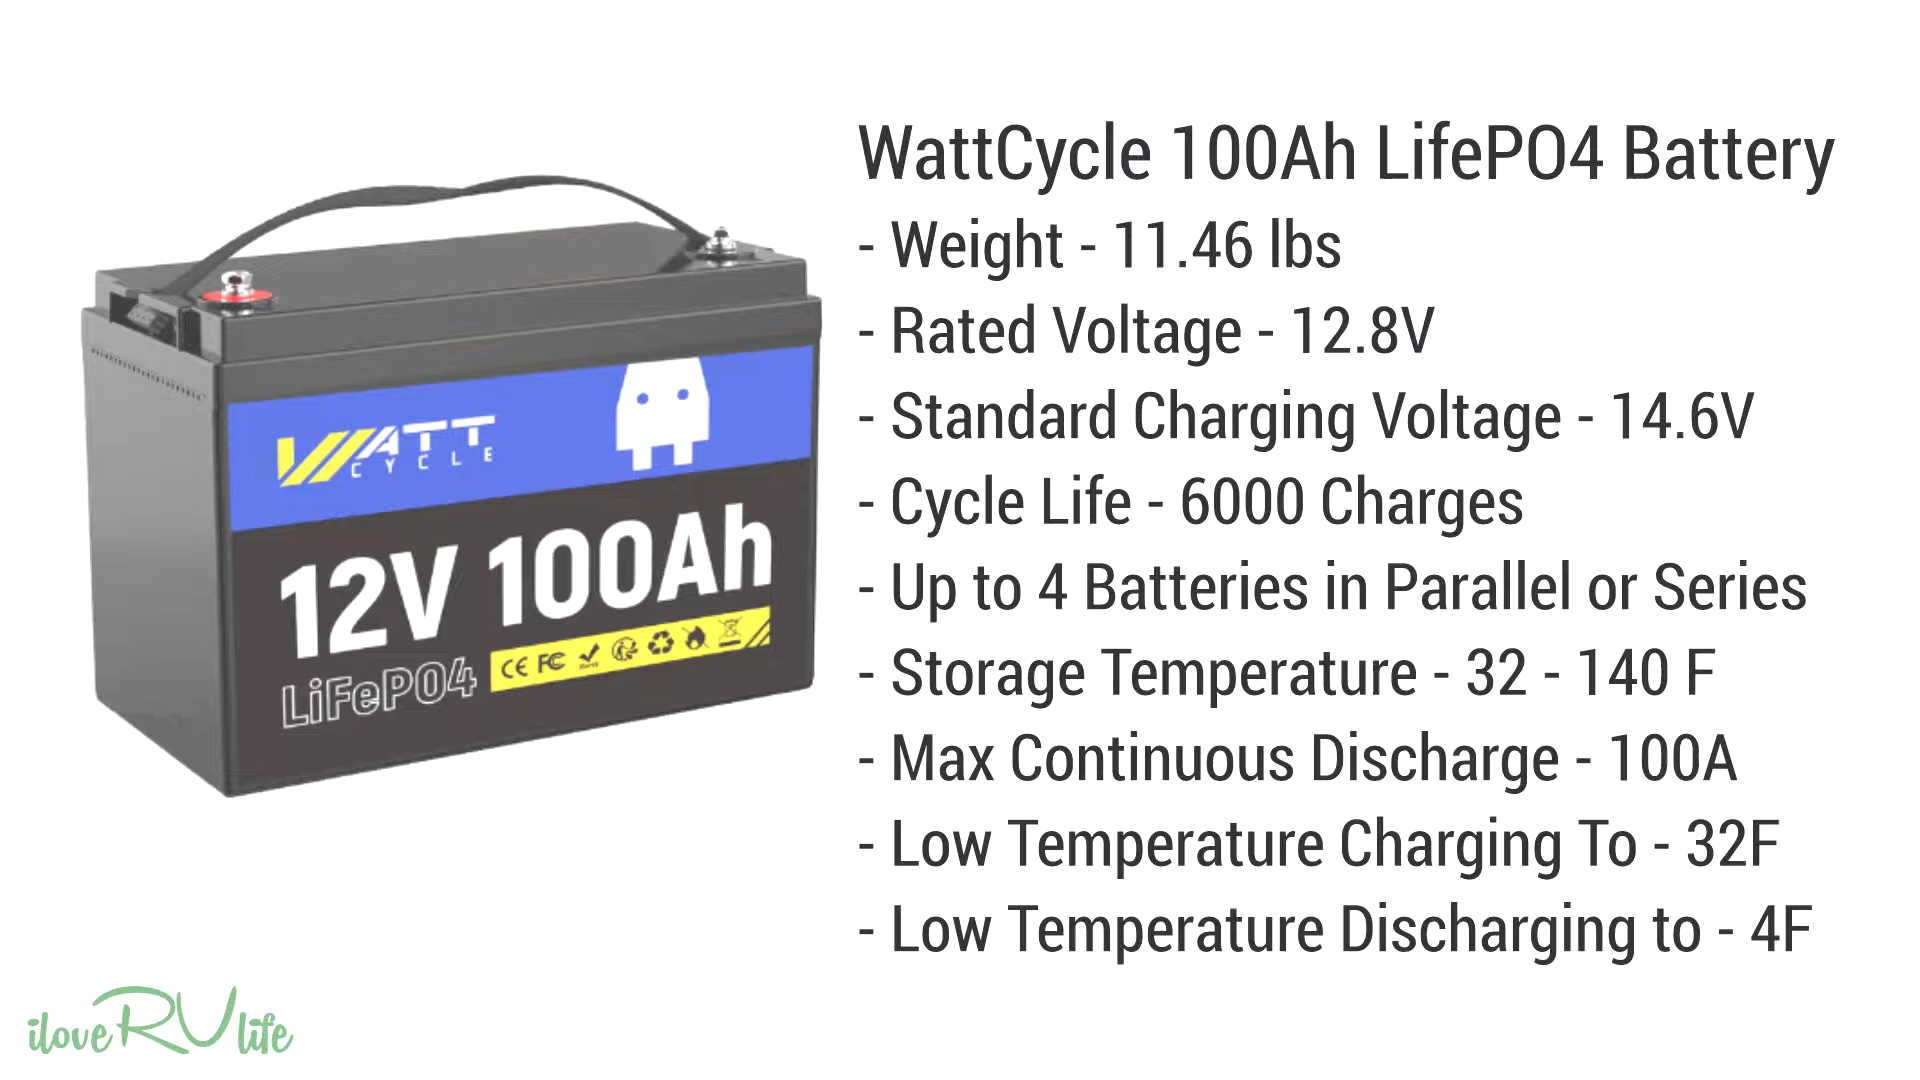 WattCycle 100Ah LifePO4 Battery
- Weight - 11.46 lbs
- Rated Voltage - 12.8V
- Standard Charging Voltage - 14.6V
- Cycle Life - 6000 Charges
- Up to 4 Batteries in Parallel or Series
- Storage Temperature - 32 - 140 F
- Max Continuous Discharge - 100A
- Low Temperature Charging To - 32F
- Low Temperature Discharging to - 4F
WATT
CYCLE
12V 100Ah
LiFePO4
CE FC
iloveRVlife